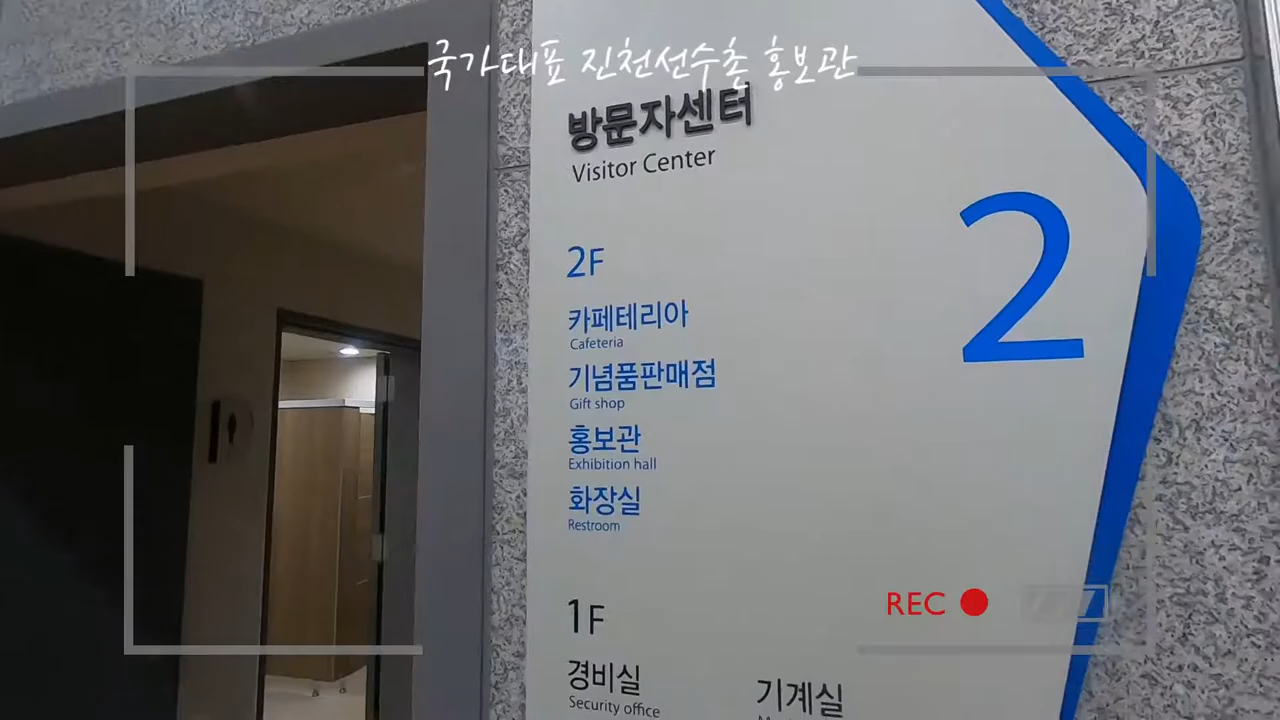 국가대표 진천선수촌 홍보관
방문자센터
Visitor Center
2
2F
카페테리아
Cafeteria
기념품판매점
Gift shop
홍보관
Exhibition hall
화장실
Restroom
REC
1F
경비실
Security office
기계실